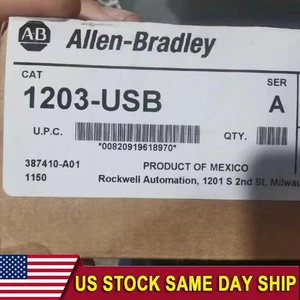 AB Allen-Bradley
CAT
SER
1203-USB
A
U.P.C.
QTY.
*00820919618970*
387410-A01
PRODUCT OF MEXICO
1150
Rockwell Automation, 1201 S 2nd St,
US STOCK SAME DAY SHIP